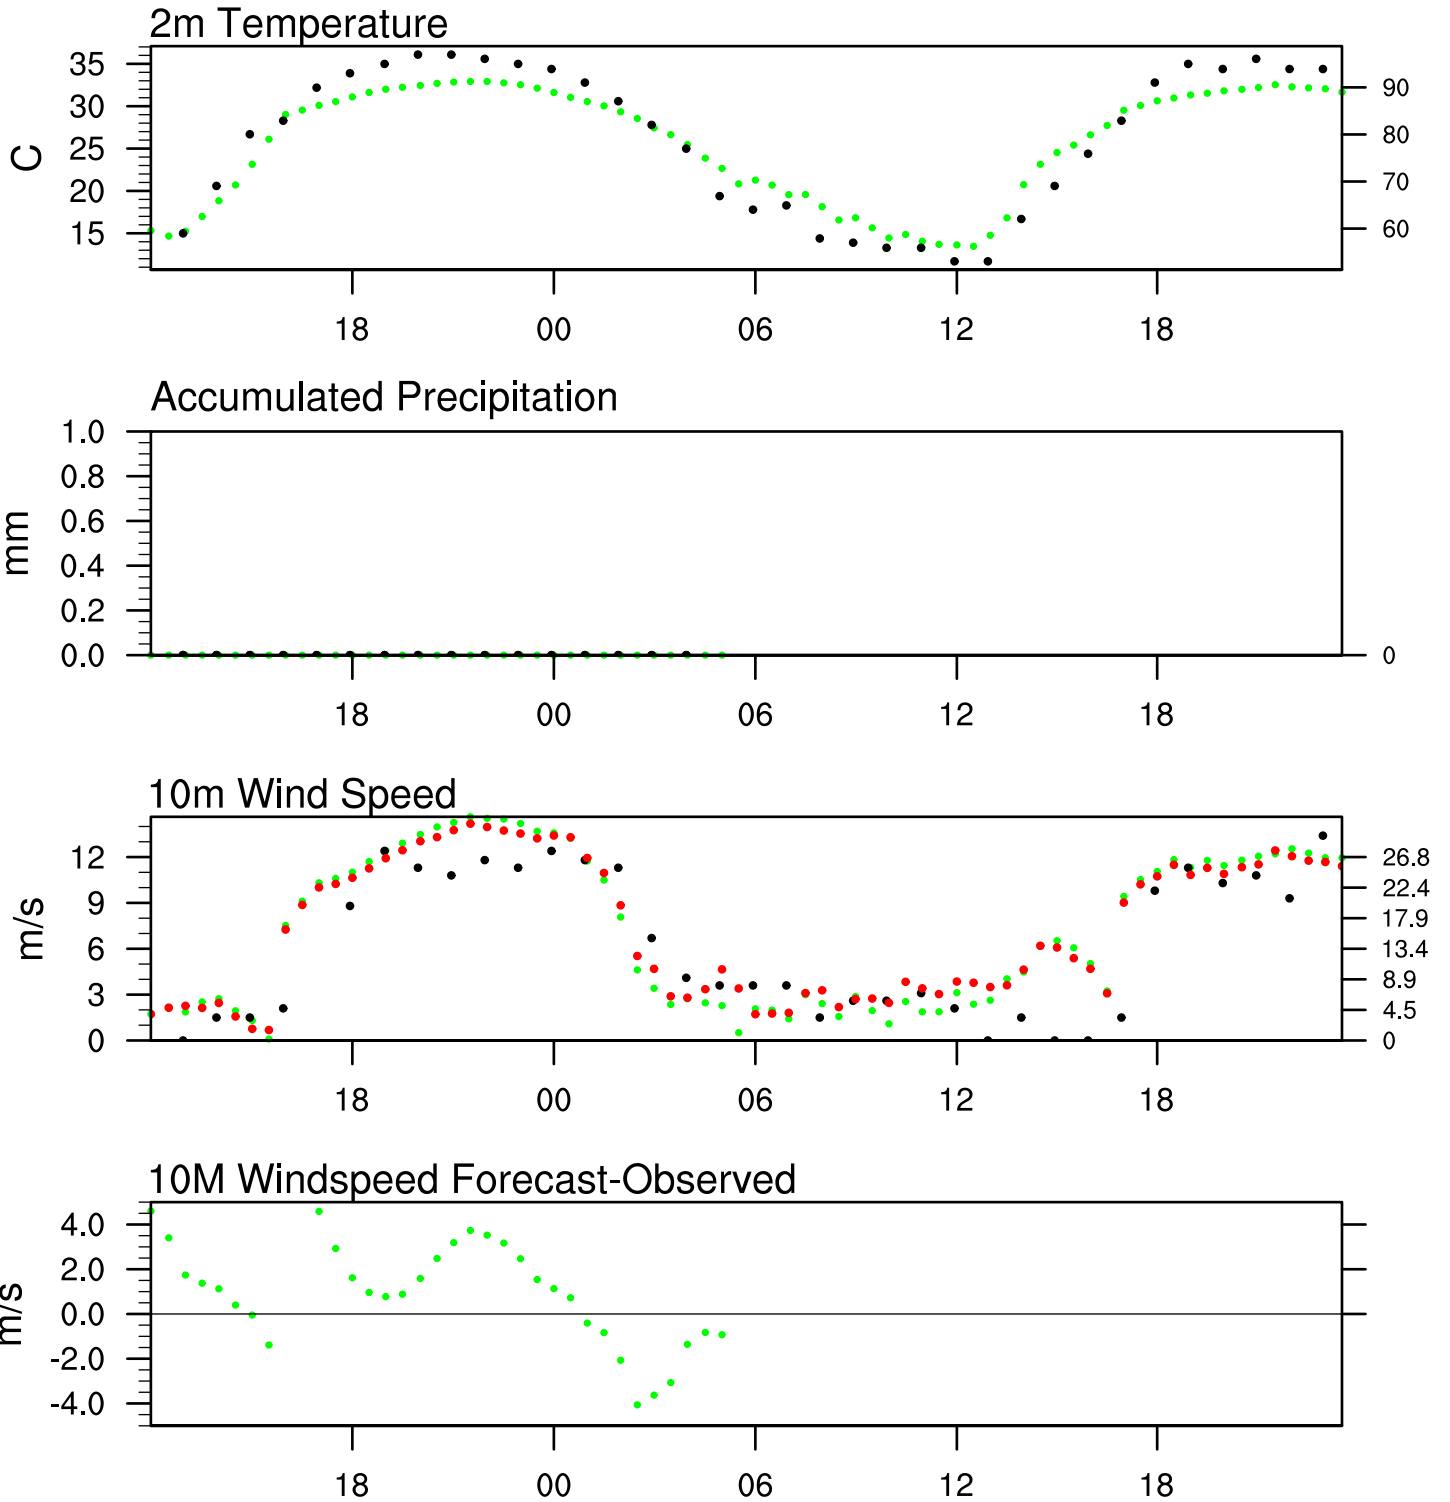 2m Temperature
35
30
25
20
15
C
90
80
70
60
18 00 06 12 18
Accumulated Precipitation
1.0
0.8
0.6
0.4
0.2
0.0
mm
0
18 00 06 12 18
10m Wind Speed
12
9
6
3
0
m/s
26.8
22.4
17.9
13.4
8.9
4.5
0
18 00 06 12 18
10M Windspeed Forecast-Observed
4.0
2.0
0.0
-2.0
-4.0
m/s
18 00 06 12 18